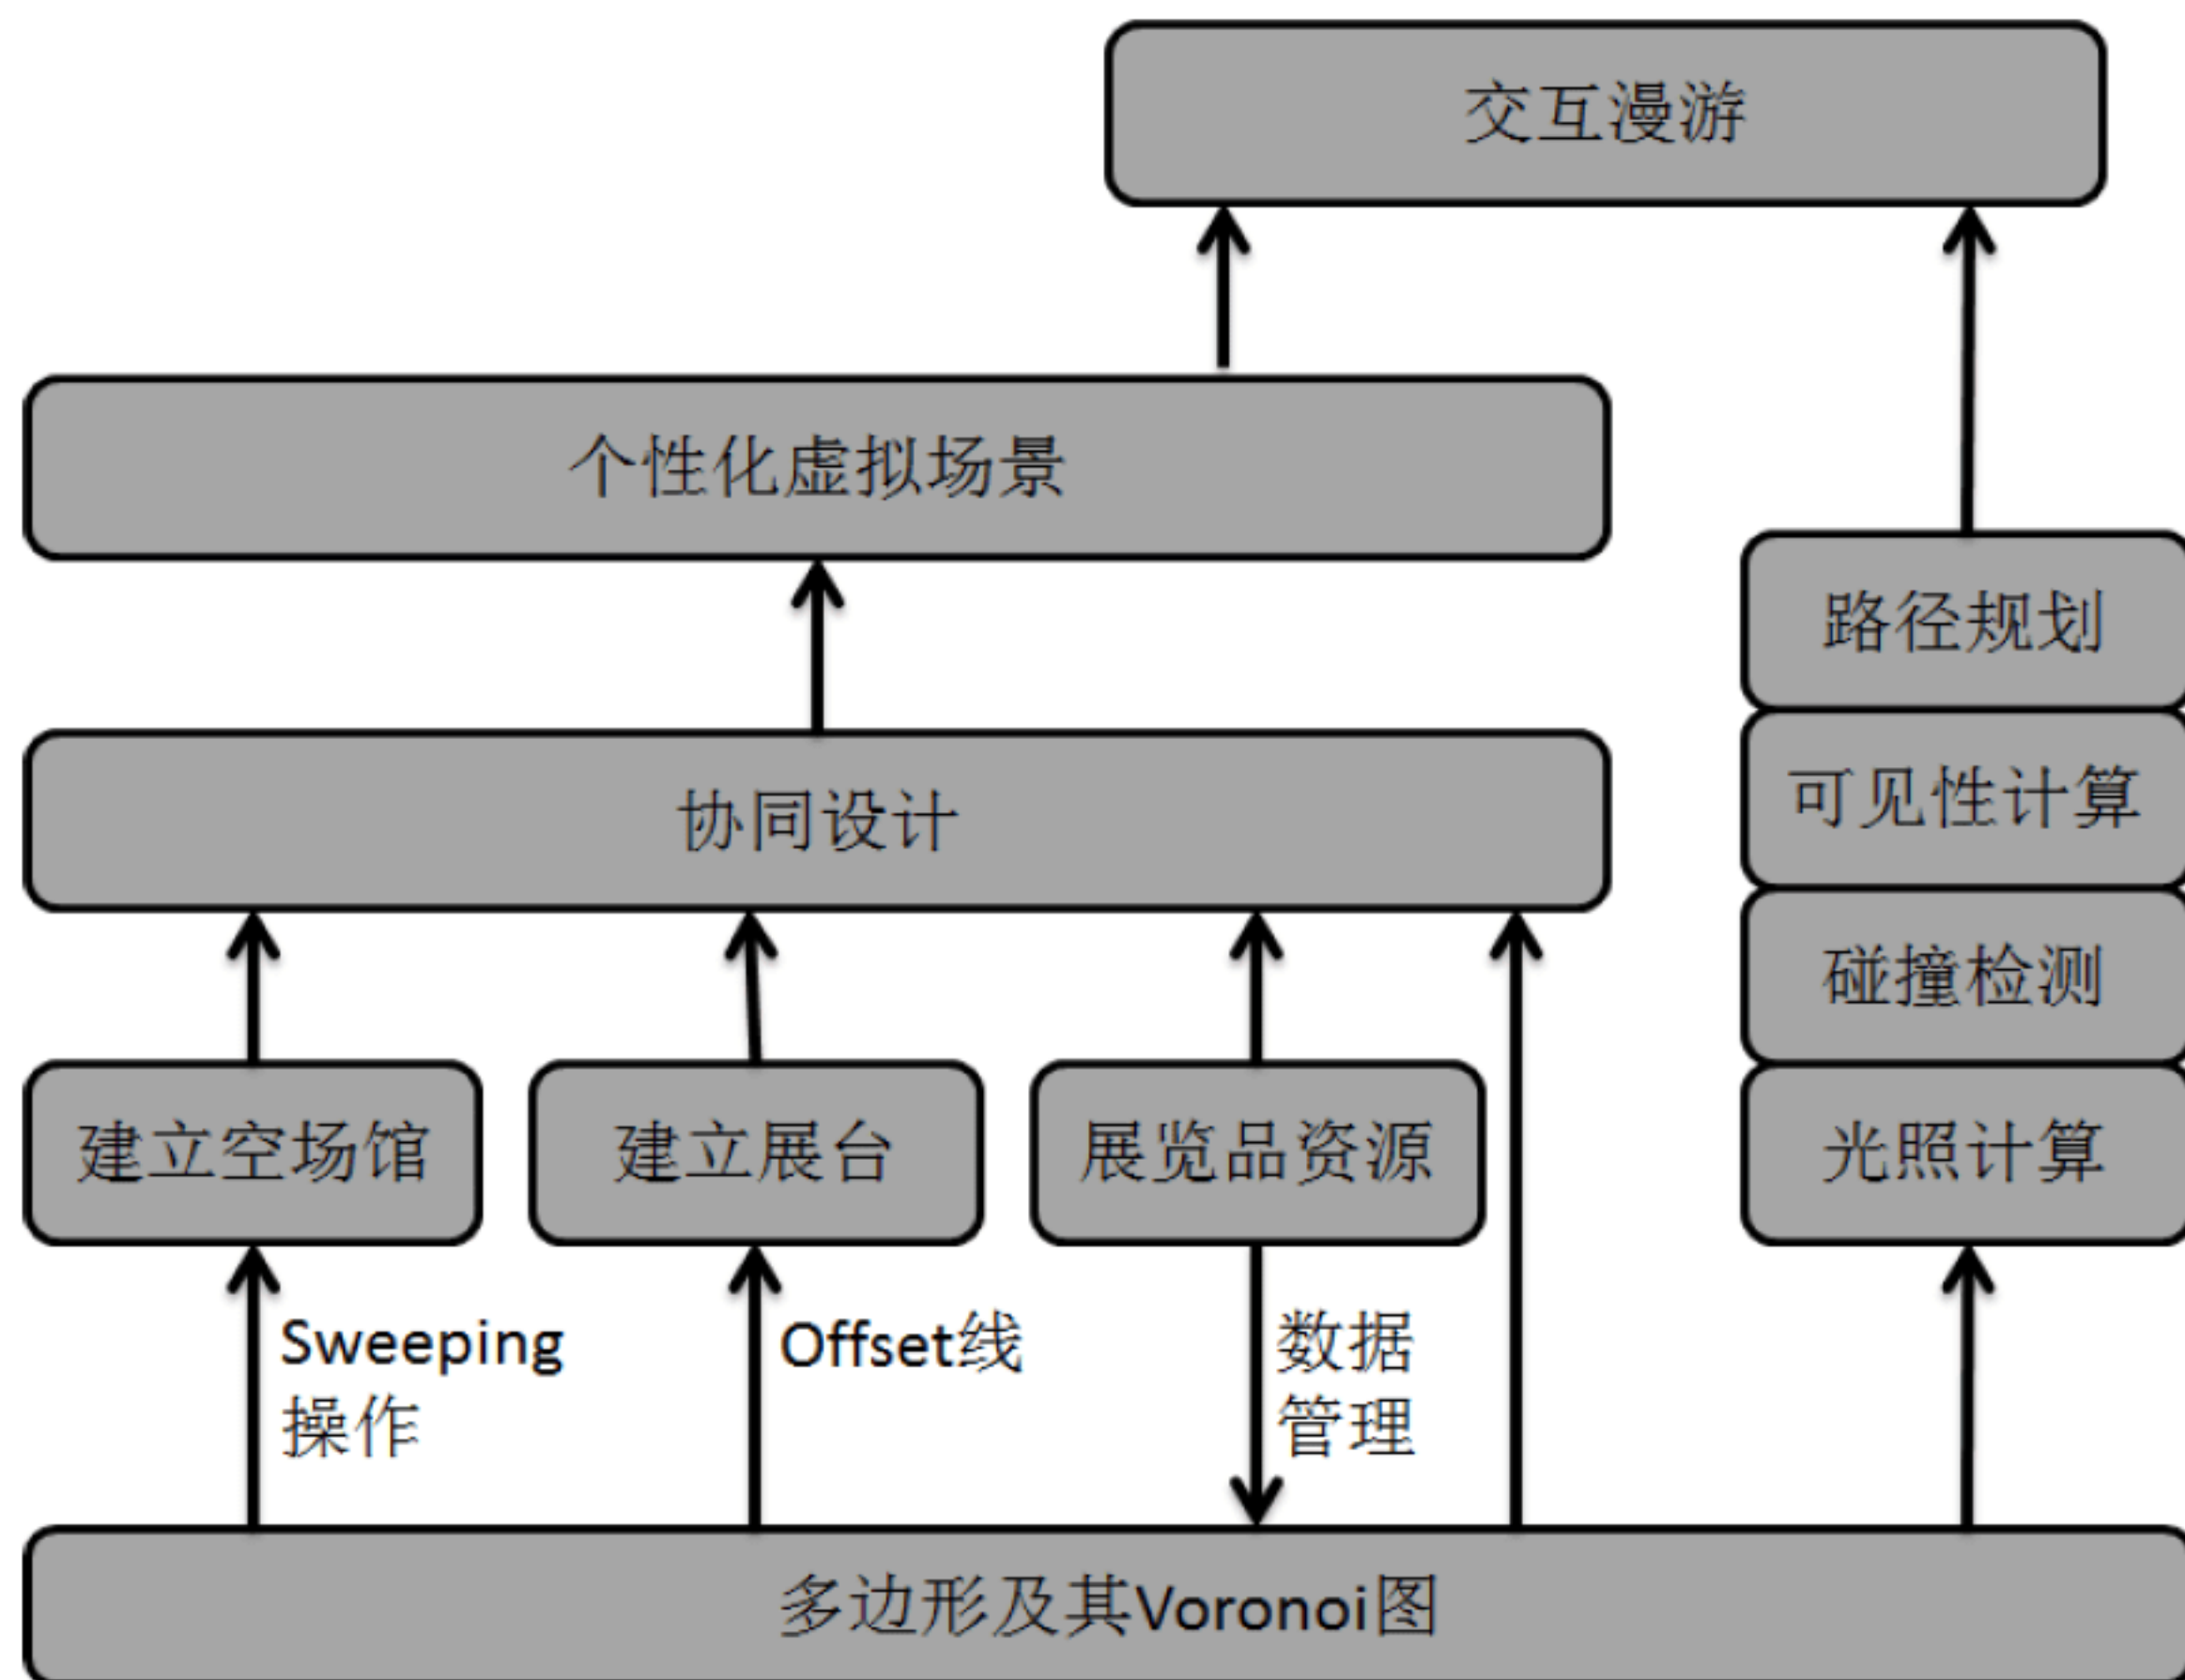 交互漫游
个性化虚拟场景
路径规划
可见性计算
协同设计
碰撞检测
建立空场馆
建立展台
展览品资源
光照计算
Sweeping
操作
Offset线
数据
管理
多边形及其Voronoi图